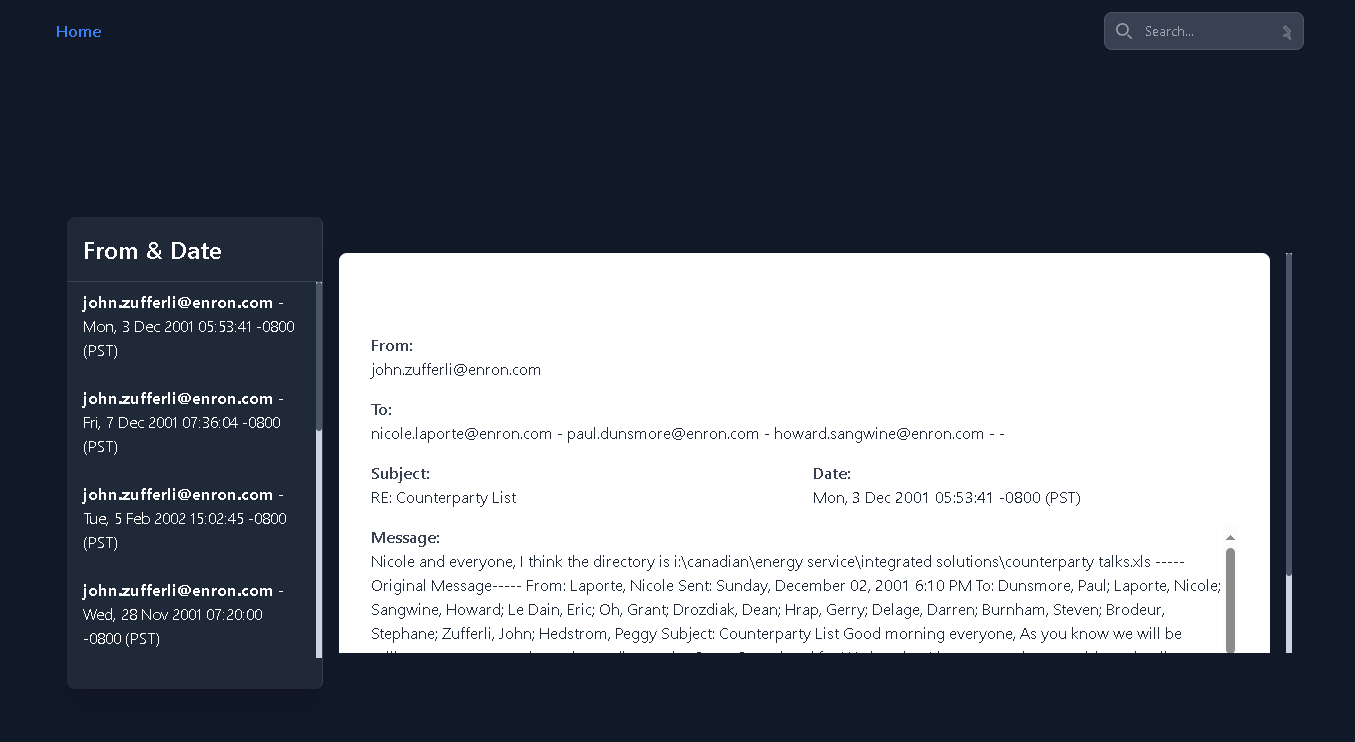 Home
Search...
From & Date
john.zufferli@enron.com -
Mon, 3 Dec 2001 05:53:41 -0800
(PST)
john.zufferli@enron.com -
Fri, 7 Dec 2001 07:36:04 -0800
(PST)
john.zufferli@enron.com -
Tue, 5 Feb 2002 15:02:45 -0800
(PST)
john.zufferli@enron.com -
Wed, 28 Nov 2001 07:20:00
-0800 (PST)
From:
john.zufferli@enron.com
To:
nicole.laporte@enron.com - paul.dunsmore@enron.com - howard.sangwine@enron.com - -
Subject:
RE: Counterparty List
Date:
Mon, 3 Dec 2001 05:53:41 -0800 (PST)
Message:
Nicole and everyone, I think the directory is i:\canadian\energy service\integrated solutions\counterparty talks.xls -----
Original Message----- From: Laporte, Nicole Sent: Sunday, December 02, 2001 6:10 PM To: Dunsmore, Paul; Laporte, Nicole;
Sangwine, Howard; Le Dain, Eric; Oh, Grant; Drozdiak, Dean; Hrap, Gerry; Delage, Darren; Burnham, Steven; Brodeur,
Stephane; Zufferli, John; Hedstrom, Peggy Subject: Counterparty List Good morning everyone, As you know we will be